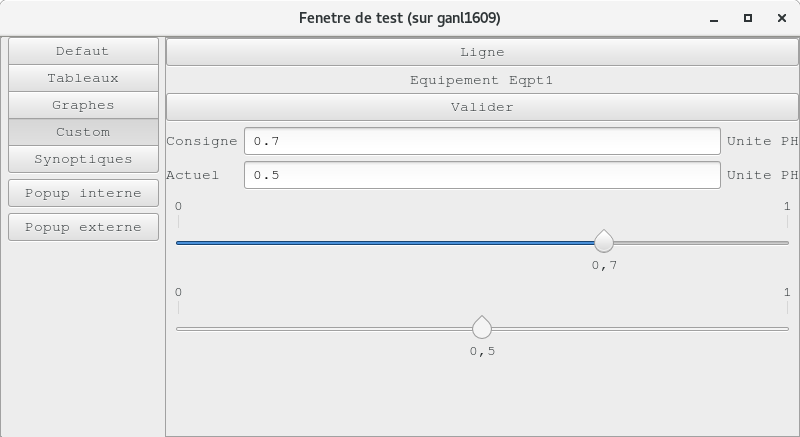 Fenetre de test (sur ganl1609)
Defaut
Tableaux
Graphes
Custom
Synoptiques
Popup interne
Popup externe
Ligne
Equipement Eqpt1
Valider
Consigne 0.7 Unite PH
Actuel 0.5 Unite PH
0 1
0,7
0 1
0,5